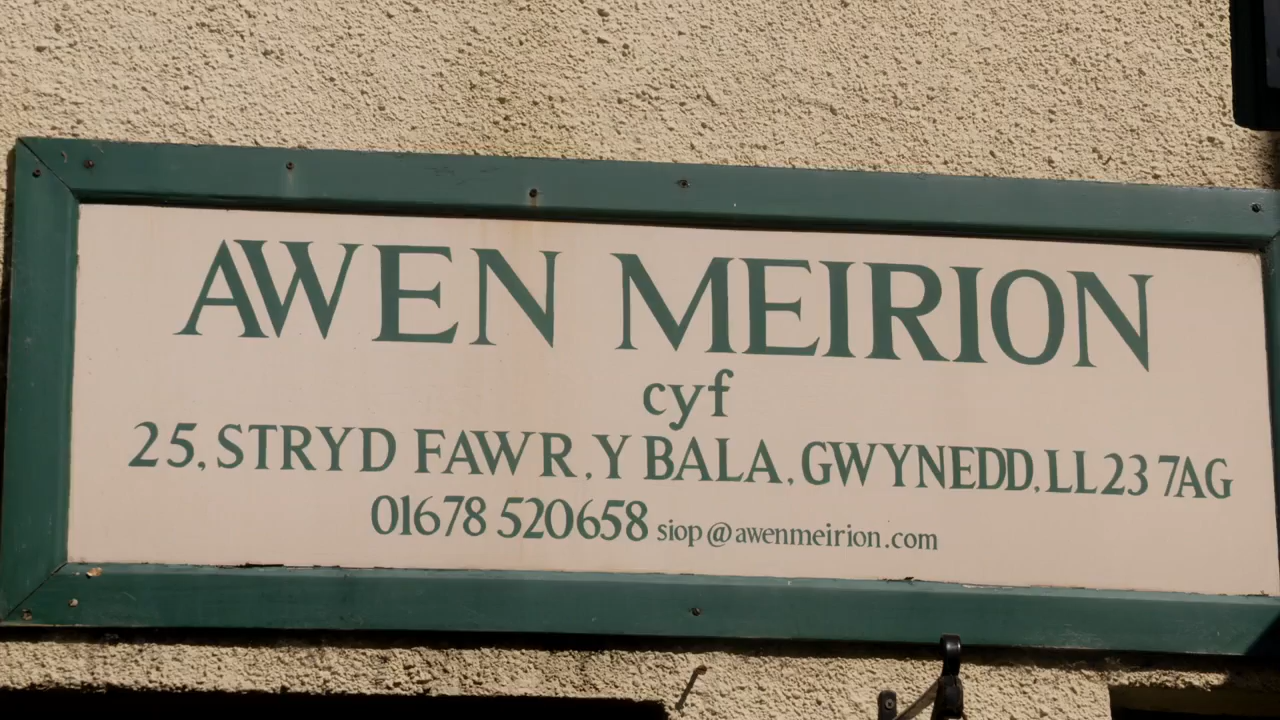 AWEN MEIRION
cyf
25, STRYD FAWR, Y BALA, GWYNEDD, LL23 7AG
01678 520658 siop@awenmeirion.com